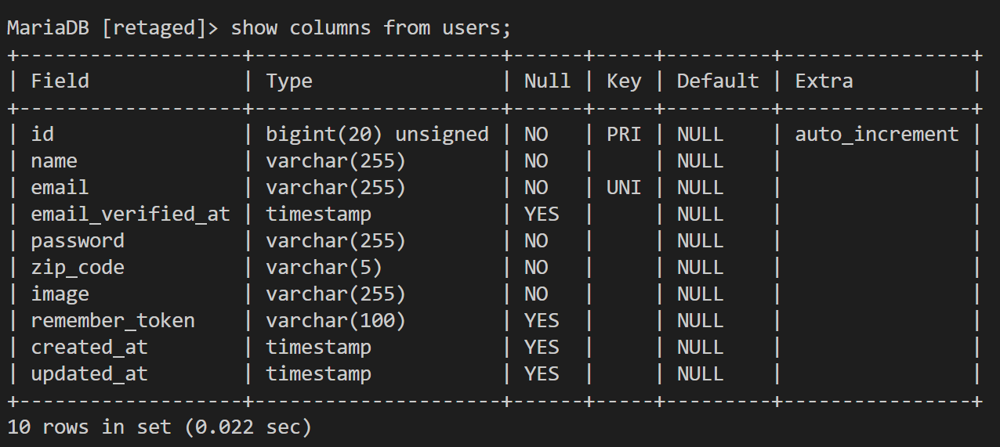 MariaDB [retaged]> show columns from users;
+-------------------+---------------------+------+-----+---------+----------------+
| Field             | Type                | Null | Key | Default | Extra          |
+-------------------+---------------------+------+-----+---------+----------------+
| id                | bigint(20) unsigned | NO   | PRI | NULL    | auto_increment |
| name              | varchar(255)        | NO   |     | NULL    |                |
| email             | varchar(255)        | NO   | UNI | NULL    |                |
| email_verified_at | timestamp           | YES  |     | NULL    |                |
| password          | varchar(255)        | NO   |     | NULL    |                |
| zip_code          | varchar(5)          | NO   |     | NULL    |                |
| image             | varchar(255)        | NO   |     | NULL    |                |
| remember_token    | varchar(100)        | YES  |     | NULL    |                |
| created_at        | timestamp           | YES  |     | NULL    |                |
| updated_at        | timestamp           | YES  |     | NULL    |                |
+-------------------+---------------------+------+-----+---------+----------------+
10 rows in set (0.022 sec)